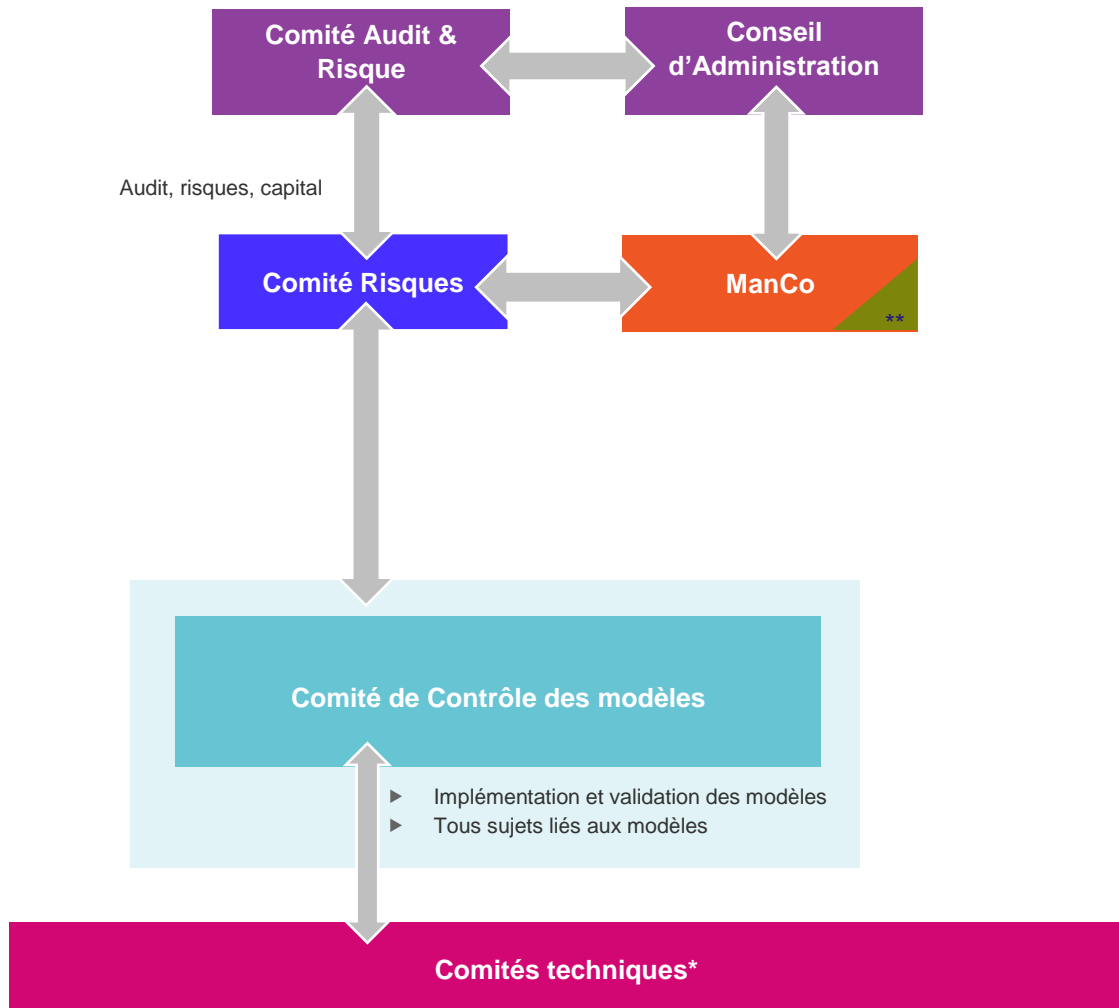 Comité Audit &
Risque
Conseil
d'Administration
Audit, risques, capital
Comité Risques
ManCo
**
Comité de Contrôle des modèles
Implémentation et validation des modèles
Tous sujets liés aux modèles
Comités techniques*